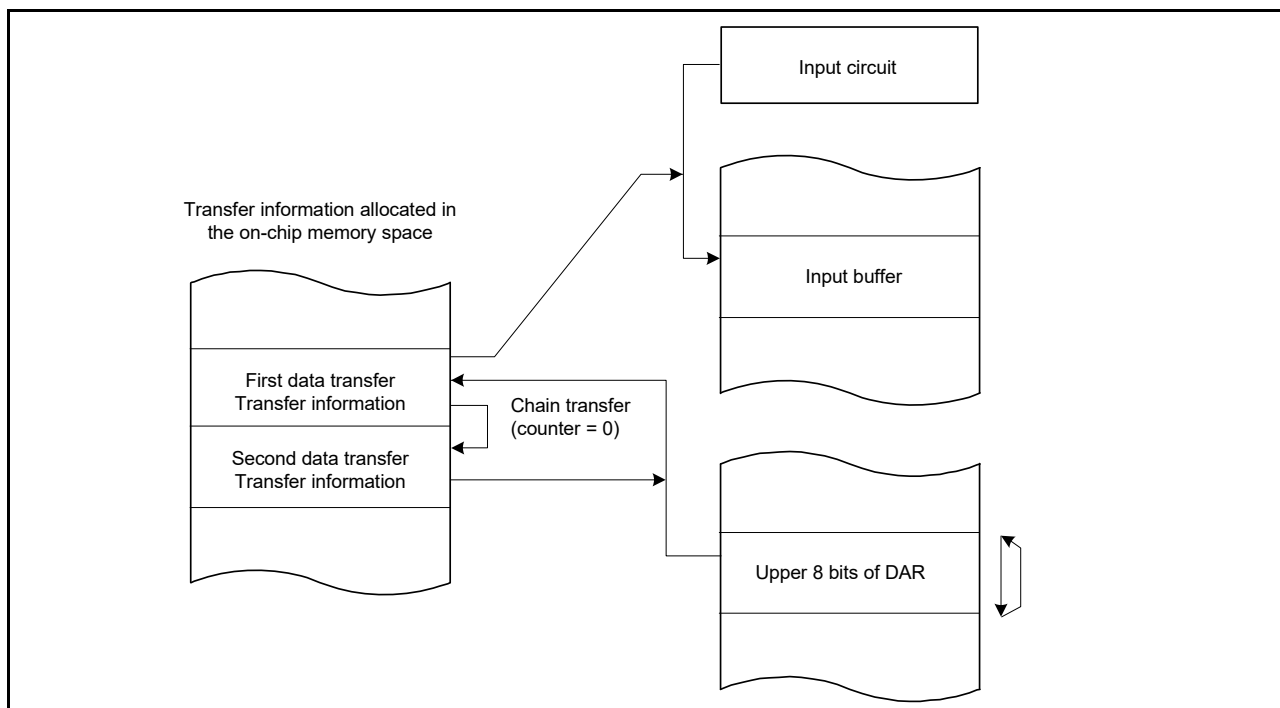 Input circuit
Transfer information allocated in
the on-chip memory space
Input buffer
First data transfer
Transfer information
Chain transfer
(counter = 0)
Second data transfer
Transfer information
Upper 8 bits of DAR